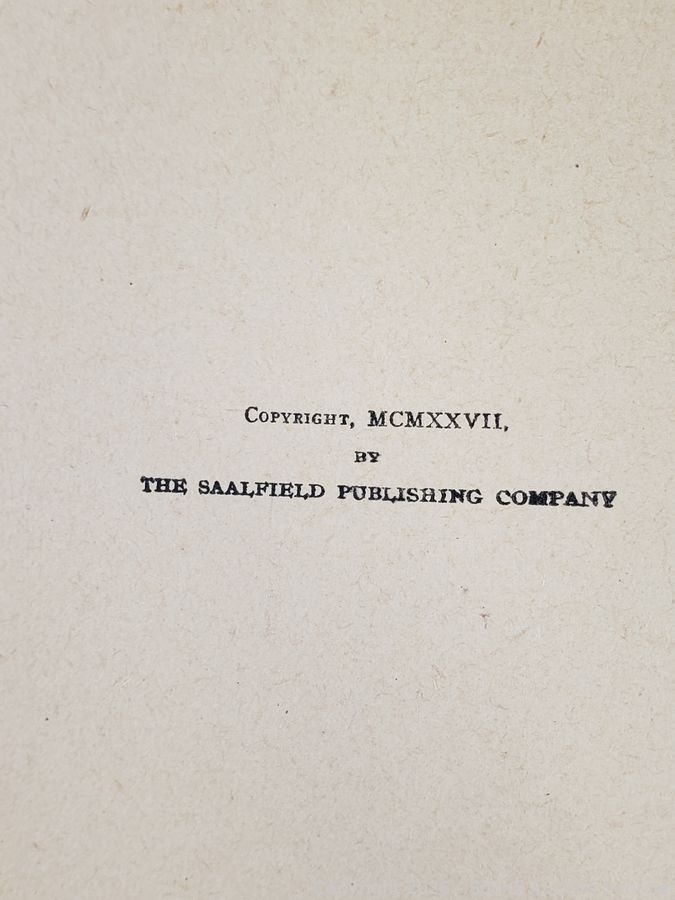 Copyright, MCMXXVII,
BY
THE SAALFIELD PUBLISHING COMPANY